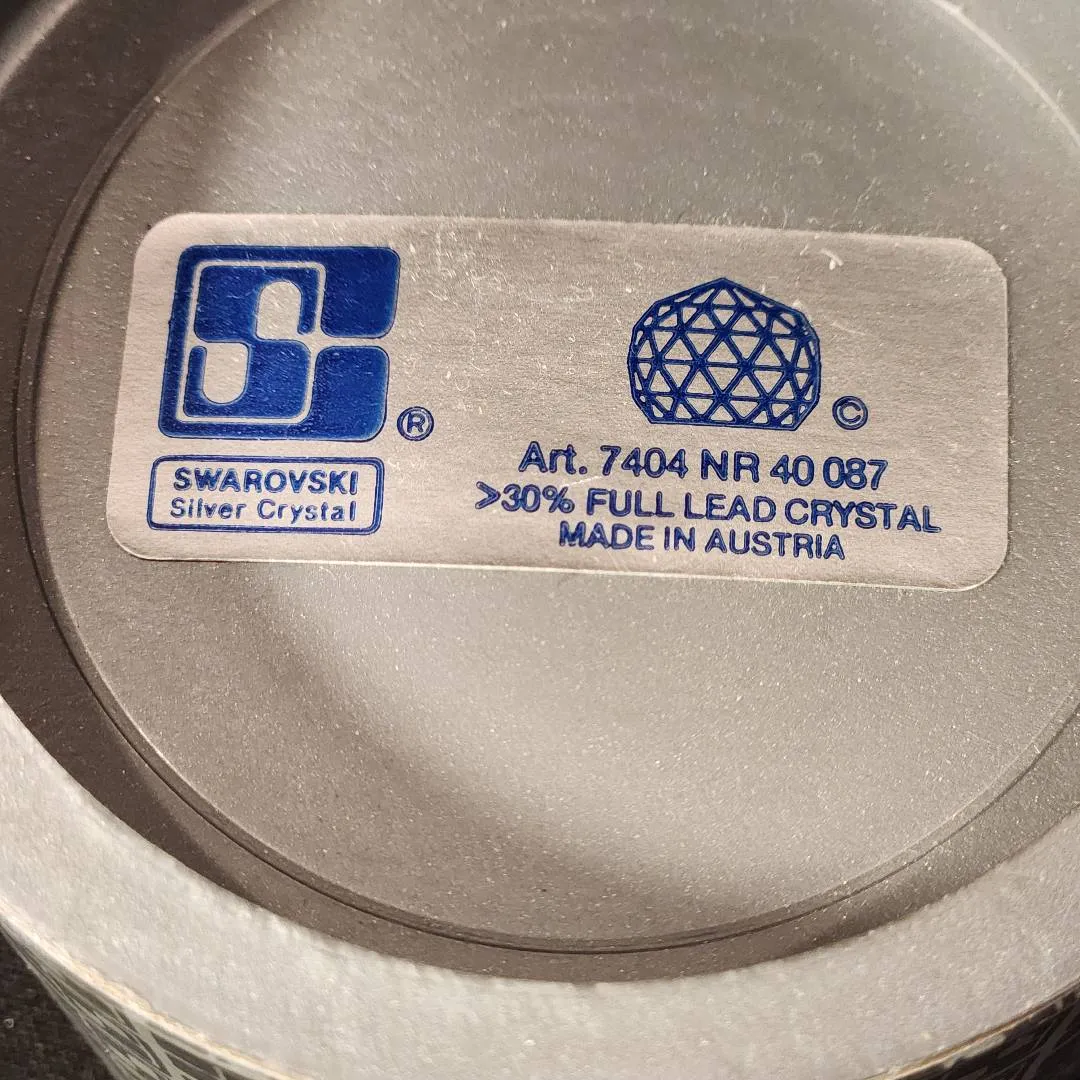 S
®
SWAROVSKI
Silver Crystal
©
Art. 7404 NR 40 087
>30% FULL LEAD CRYSTAL
MADE IN AUSTRIA